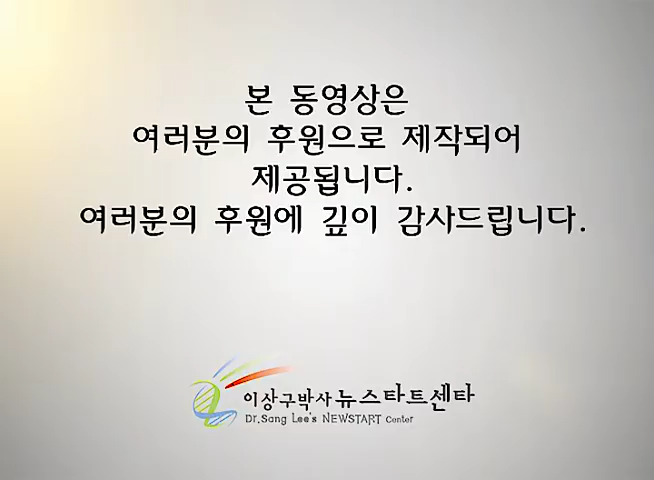 본 동영상은
여러분의 후원으로 제작되어
제공됩니다.
여러분의 후원에 깊이 감사드립니다.
이상구박사 뉴스타트센타
Dr.Sang Lee's NEWSTART Center